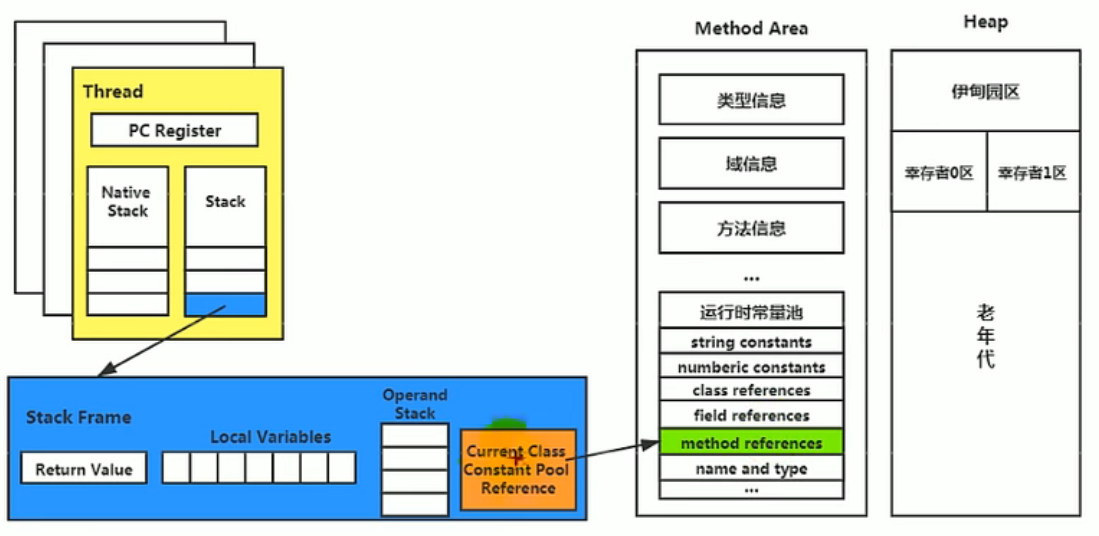 Thread
PC Register
Native
Stack
Stack
Stack Frame
Return Value
Local Variables
Operand
Stack
Current Class
Constant Pool
Reference
Method Area
类型信息
域信息
方法信息
...
运行时常量池
string constants
numberic constants
class references
field references
method references
name and type
...
Heap
伊甸园区
幸存者0区
幸存者1区
老
年
代